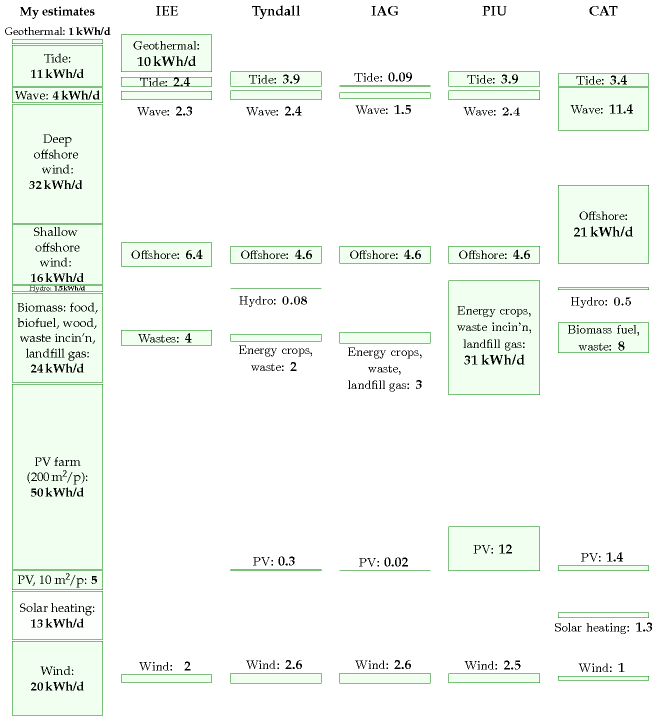 My estimates
IEE
Tyndall
IAG
PIU
CAT
Geothermal: 1 kWh/d
Tide:
11 kWh/d
Wave: 4 kWh/d
Deep
offshore
wind:
32 kWh/d
Shallow
offshore
wind:
16 kWh/d
Hydro: 1.5 kWh/d
Biomass: food,
biofuel, wood,
waste incin'n,
landfill gas:
24 kWh/d
PV farm
(200 m²/p):
50 kWh/d
PV, 10 m²/p: 5
Solar heating:
13 kWh/d
Wind:
20 kWh/d
Geothermal:
10 kWh/d
Tide: 2.4
Wave: 2.3
Offshore: 6.4
Wastes: 4
Wind: 2
Tide: 3.9
Wave: 2.4
Offshore: 4.6
Hydro: 0.08
Energy crops,
waste: 2
PV: 0.3
Wind: 2.6
Tide: 0.09
Wave: 1.5
Offshore: 4.6
Energy crops,
waste,
landfill gas: 3
PV: 0.02
Wind: 2.6
Tide: 3.9
Wave: 2.4
Offshore: 4.6
Energy crops,
waste incin'n,
landfill gas:
31 kWh/d
PV: 12
Wind: 2.5
Tide: 3.4
Wave: 11.4
Offshore:
21 kWh/d
Hydro: 0.5
Biomass fuel,
waste: 8
PV: 1.4
Solar heating: 1.3
Wind: 1